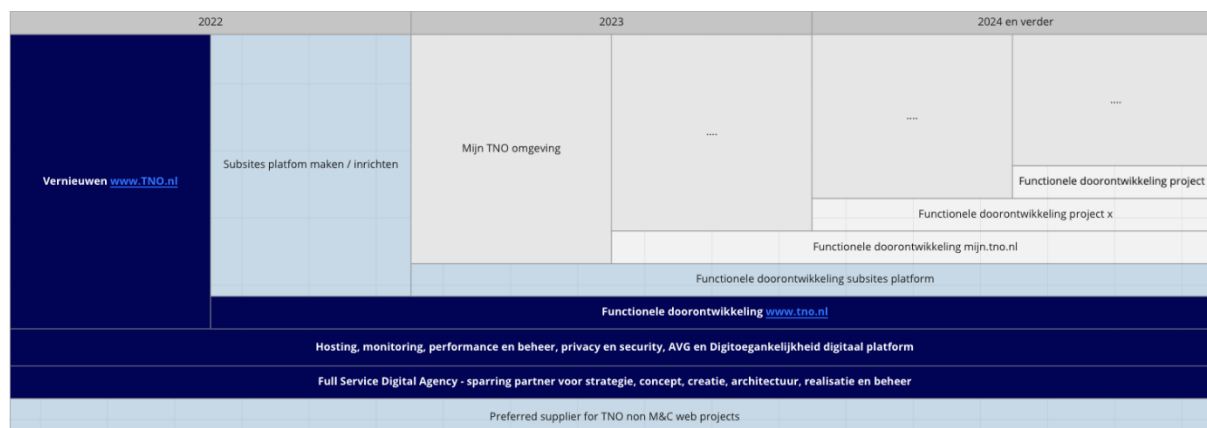 2022
2023
2024 en verder
Vernieuwen www.TNO.nl
Subsites platfom maken / inrichten
Mijn TNO omgeving
....
....
....
Functionele doorontwikkeling project
Functionele doorontwikkeling project x
Functionele doorontwikkeling mijn.tno.nl
Functionele doorontwikkeling subsites platform
Functionele doorontwikkeling www.tno.nl
Hosting, monitoring, performance en beheer, privacy en security, AVG en Digitoegankelijkheid digitaal platform
Full Service Digital Agency - sparring partner voor strategie, concept, creatie, architectuur, realisatie en beheer
Preferred supplier for TNO non M&C web projects